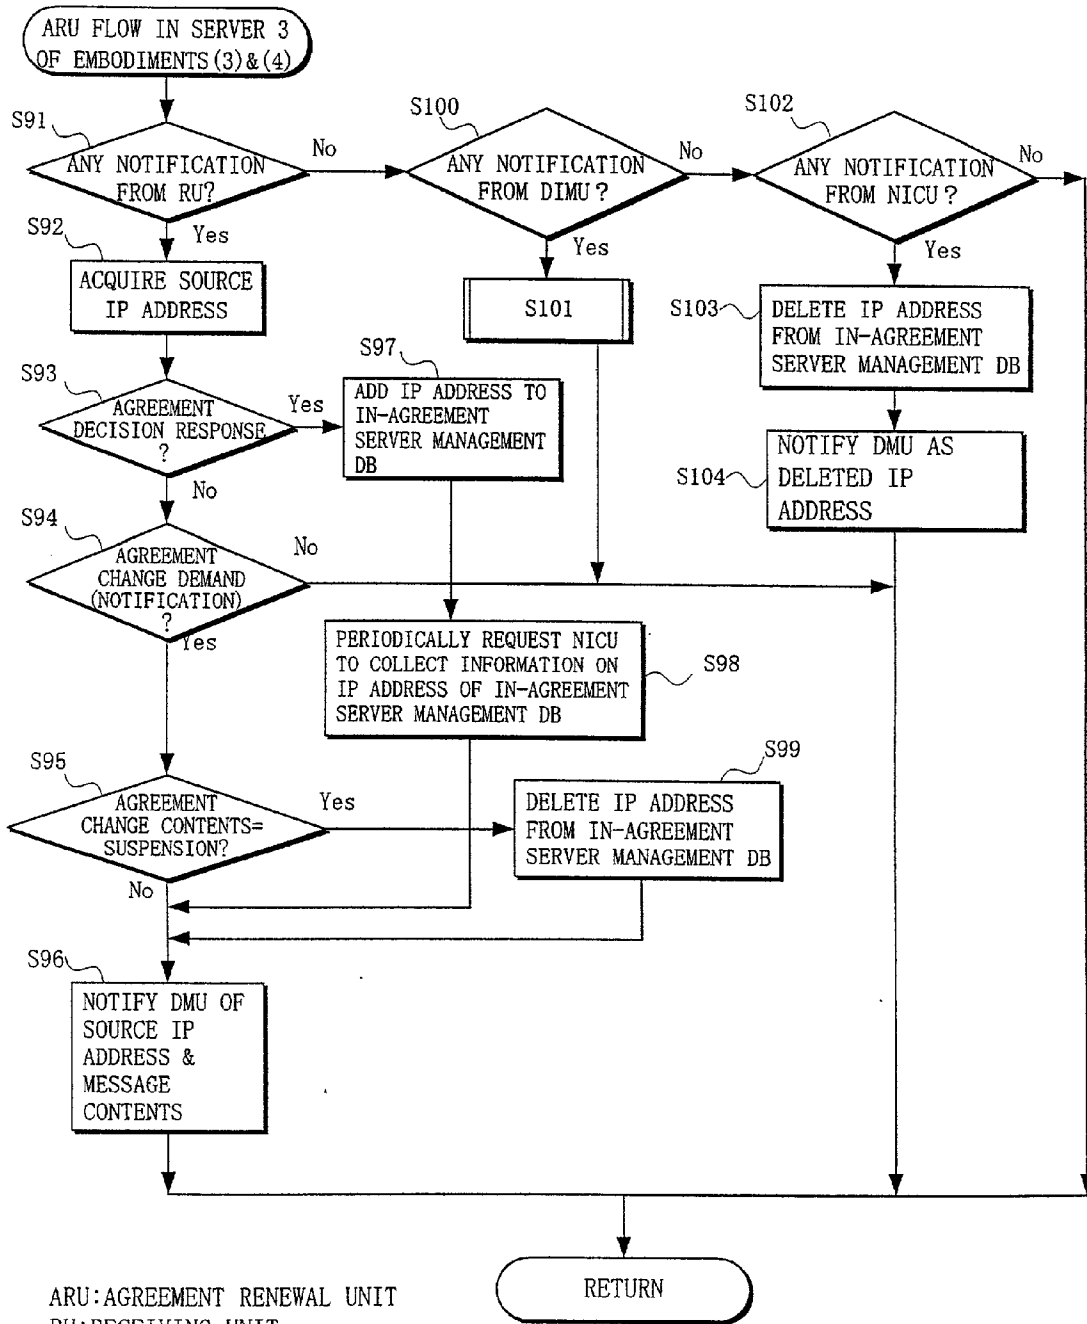 ARU FLOW IN SERVER 3
OF EMBODIMENTS(3)&(4)
S91
ANY NOTIFICATION
FROM RU?
No
Yes
S100
ANY NOTIFICATION
FROM DIMU?
No
Yes
S102
ANY NOTIFICATION
FROM NICU?
No
Yes
S92
ACQUIRE SOURCE
IP ADDRESS
S101
S103
DELETE IP ADDRESS
FROM IN-AGREEMENT
SERVER MANAGEMENT DB
S93
AGREEMENT
DECISION RESPONSE
?
Yes
No
S97
ADD IP ADDRESS TO
IN-AGREEMENT
SERVER MANAGEMENT
DB
S104
NOTIFY DMU AS
DELETED IP
ADDRESS
S94
AGREEMENT
CHANGE DEMAND
(NOTIFICATION)
?
No
Yes
PERIODICALLY REQUEST NICU
TO COLLECT INFORMATION ON
IP ADDRESS OF IN-AGREEMENT
SERVER MANAGEMENT DB
S98
S95
AGREEMENT
CHANGE CONTENTS=
SUSPENSION?
Yes
No
S99
DELETE IP ADDRESS
FROM IN-AGREEMENT
SERVER MANAGEMENT DB
S96
NOTIFY DMU OF
SOURCE IP
ADDRESS &
MESSAGE
CONTENTS
RETURN
ARU:AGREEMENT RENEWAL UNIT
RU:RECEIVING UNIT